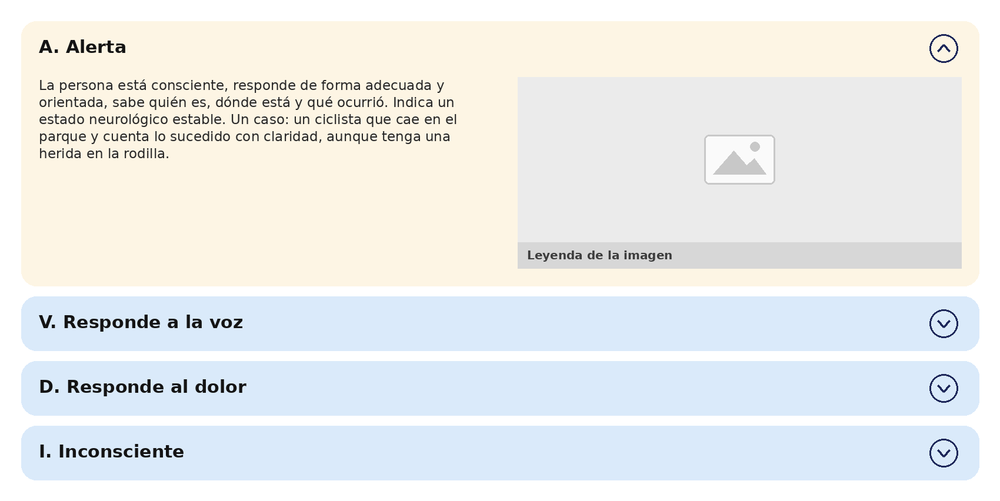 A. Alerta
La persona está consciente, responde de forma adecuada y
orientada, sabe quién es, dónde está y qué ocurrió. Indica un
estado neurológico estable. Un caso: un ciclista que cae en el
parque y cuenta lo sucedido con claridad, aunque tenga una
herida en la rodilla.
Leyenda de la imagen
V. Responde a la voz
D. Responde al dolor
I. Inconsciente